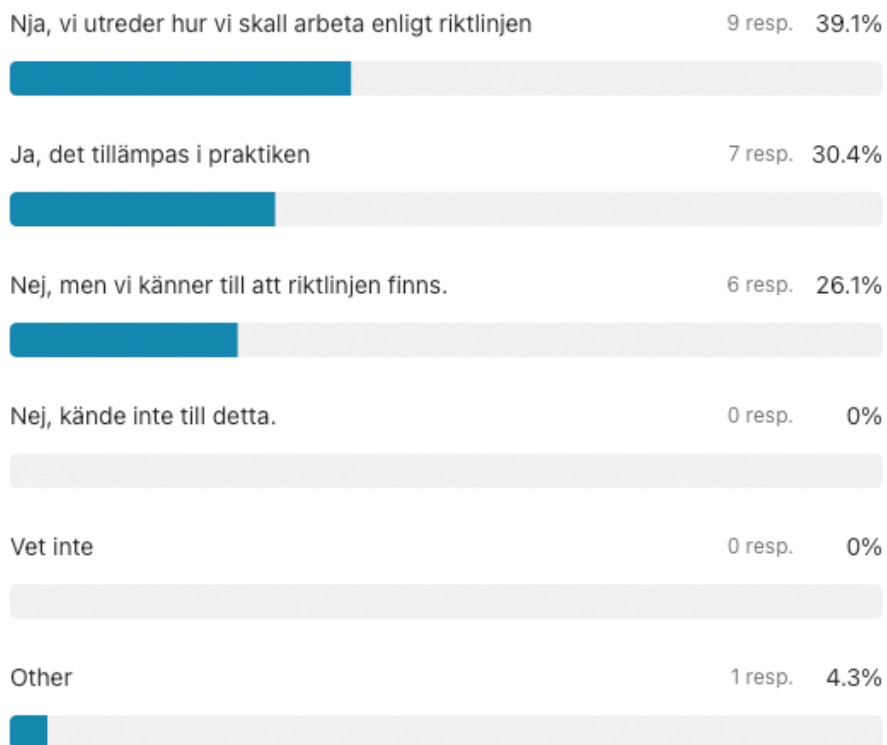 Nja, vi utreder hur vi skall arbeta enligt riktlinjen 9 resp. 39.1%
Ja, det tillämpas i praktiken 7 resp. 30.4%
Nej, men vi känner till att riktlinjen finns. 6 resp. 26.1%
Nej, kände inte till detta. 0 resp. 0%
Vet inte 0 resp. 0%
Other 1 resp. 4.3%